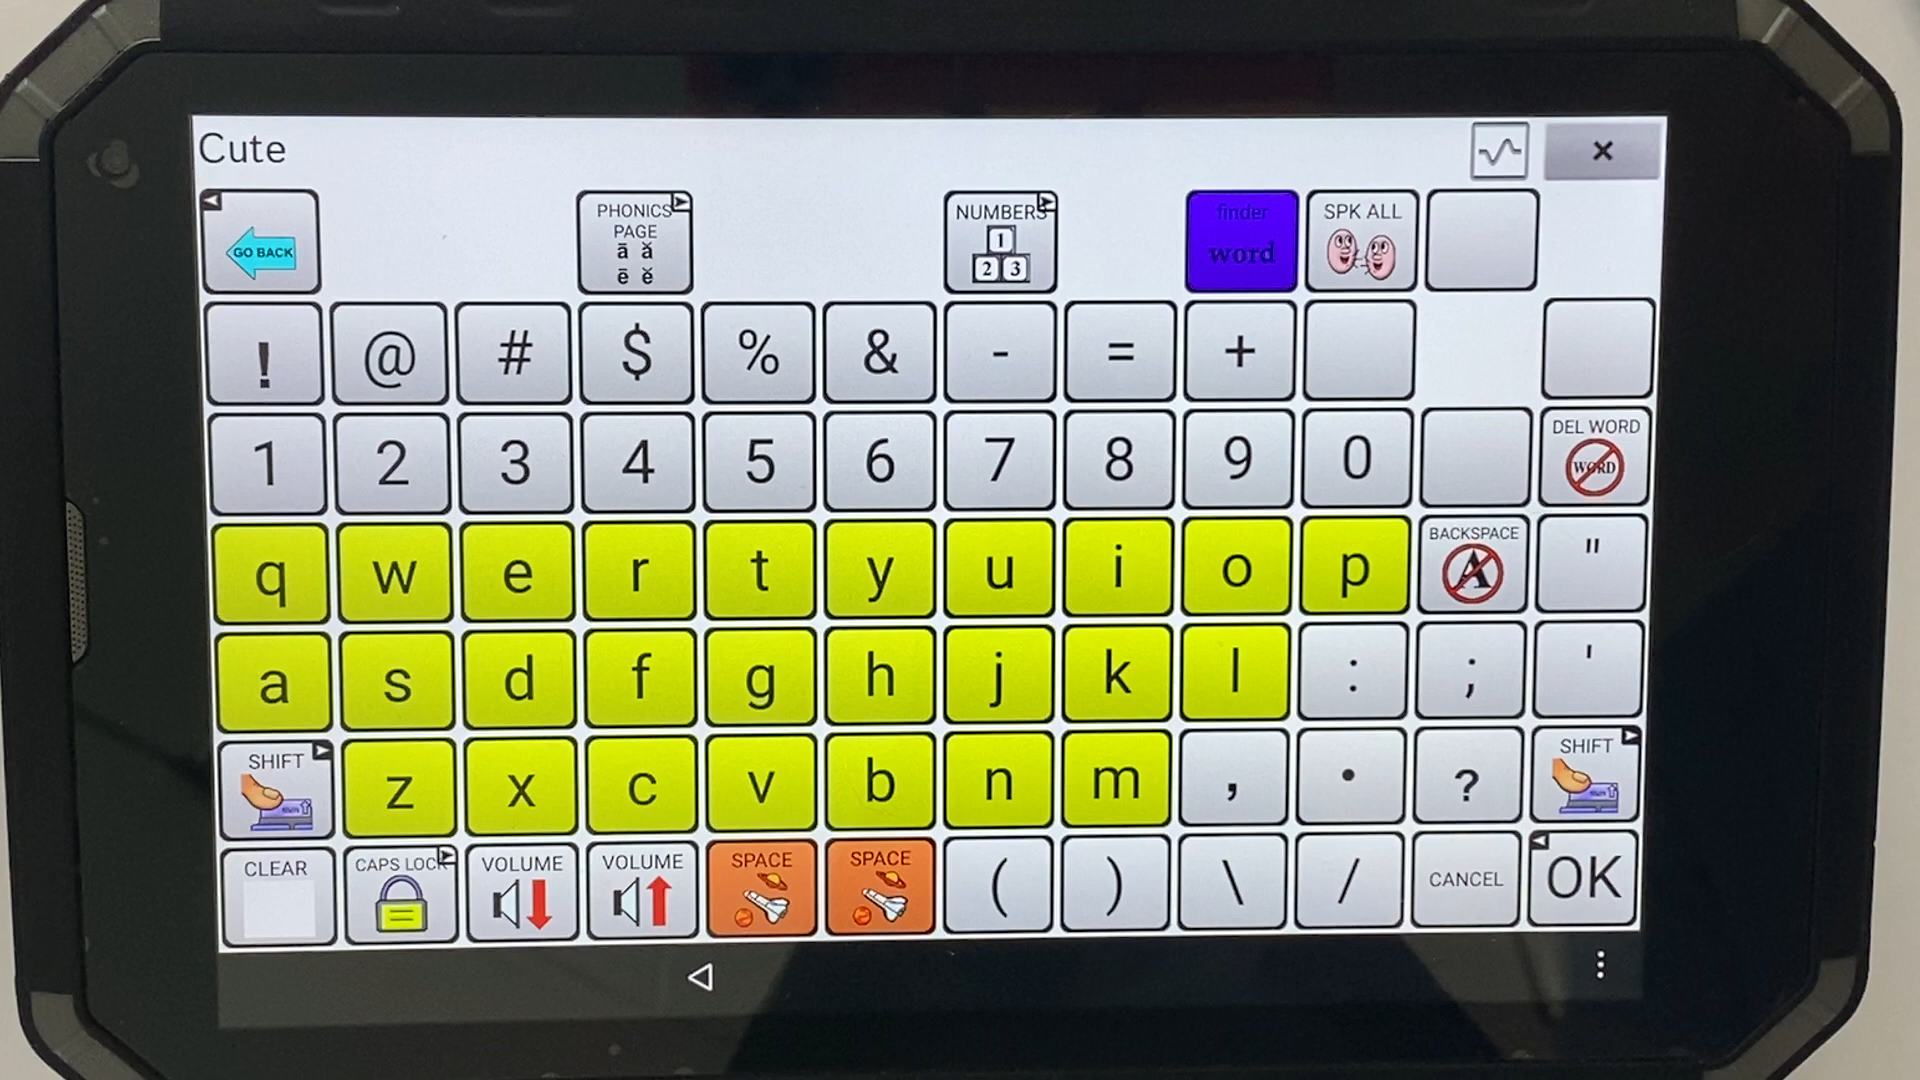 Cute
×
GO BACK
PHONICS PAGE
ā ă
ē ĕ
NUMBERS
1
2 3
finder
word
SPK ALL
! @ # $ % & - = +
1 2 3 4 5 6 7 8 9 0
DEL WORD
WORD
q w e r t y u i o p
BACKSPACE
A
"
a s d f g h j k l : ; '
SHIFT
z x c v b n m , . ?
SHIFT
CLEAR
CAPS LOCK
VOLUME
VOLUME
SPACE
SPACE
( ) \ /
CANCEL
OK